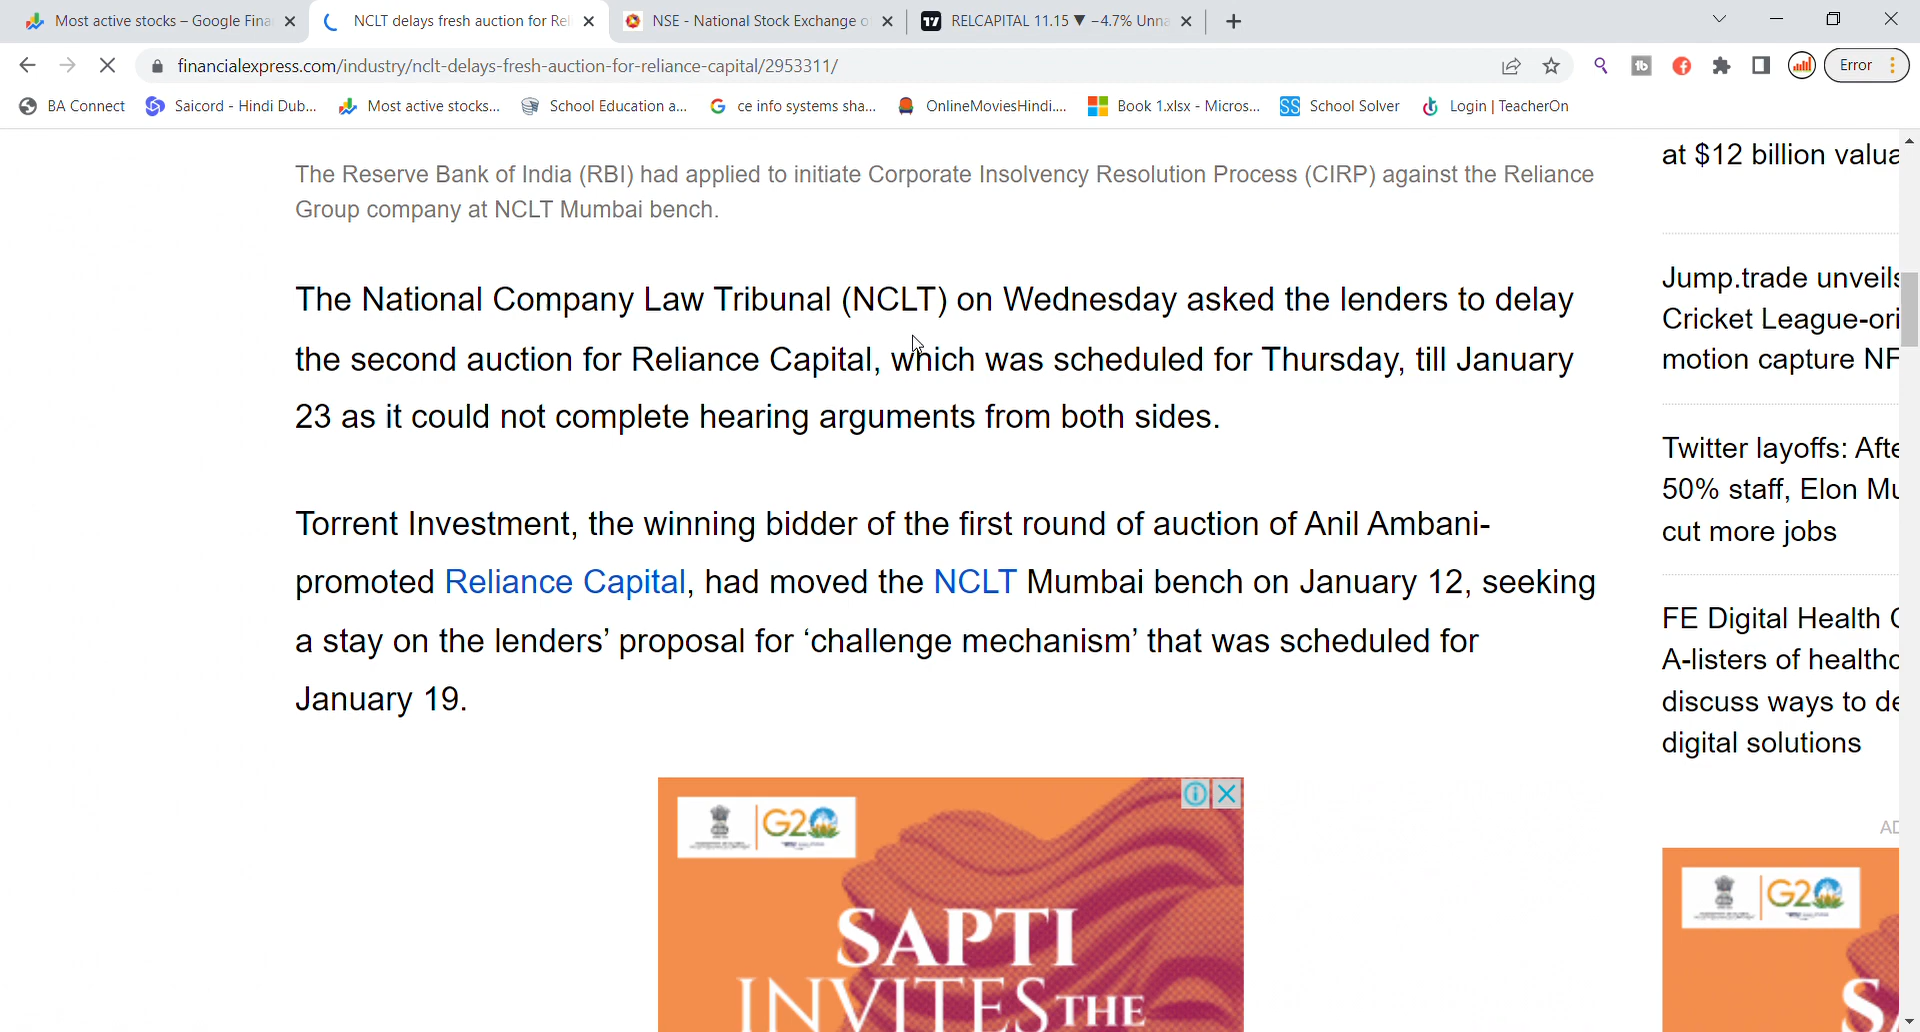 Most active stocks – Google Fina
NCLT delays fresh auction for Rel
NSE - National Stock Exchange o
RELCAPITAL 11.15 ▼ −4.7% Unna
financialexpress.com/industry/nclt-delays-fresh-auction-for-reliance-capital/2953311/
Error
BA Connect
Saicord - Hindi Dub...
Most active stocks...
School Education a...
ce info systems sha...
OnlineMoviesHindi....
Book 1.xlsx - Micros...
School Solver
Login | TeacherOn
The Reserve Bank of India (RBI) had applied to initiate Corporate Insolvency Resolution Process (CIRP) against the Reliance
Group company at NCLT Mumbai bench.
The National Company Law Tribunal (NCLT) on Wednesday asked the lenders to delay
the second auction for Reliance Capital, which was scheduled for Thursday, till January
23 as it could not complete hearing arguments from both sides.
Torrent Investment, the winning bidder of the first round of auction of Anil Ambani-
promoted Reliance Capital, had moved the NCLT Mumbai bench on January 12, seeking
a stay on the lenders’ proposal for ‘challenge mechanism’ that was scheduled for
January 19.
G20
SAPTI
INVITES THE
at $12 billion valua
Jump.trade unveils
Cricket League-ori
motion capture NF
Twitter layoffs: Afte
50% staff, Elon Mu
cut more jobs
FE Digital Health C
A-listers of healthc
discuss ways to de
digital solutions
AD
G20
SA